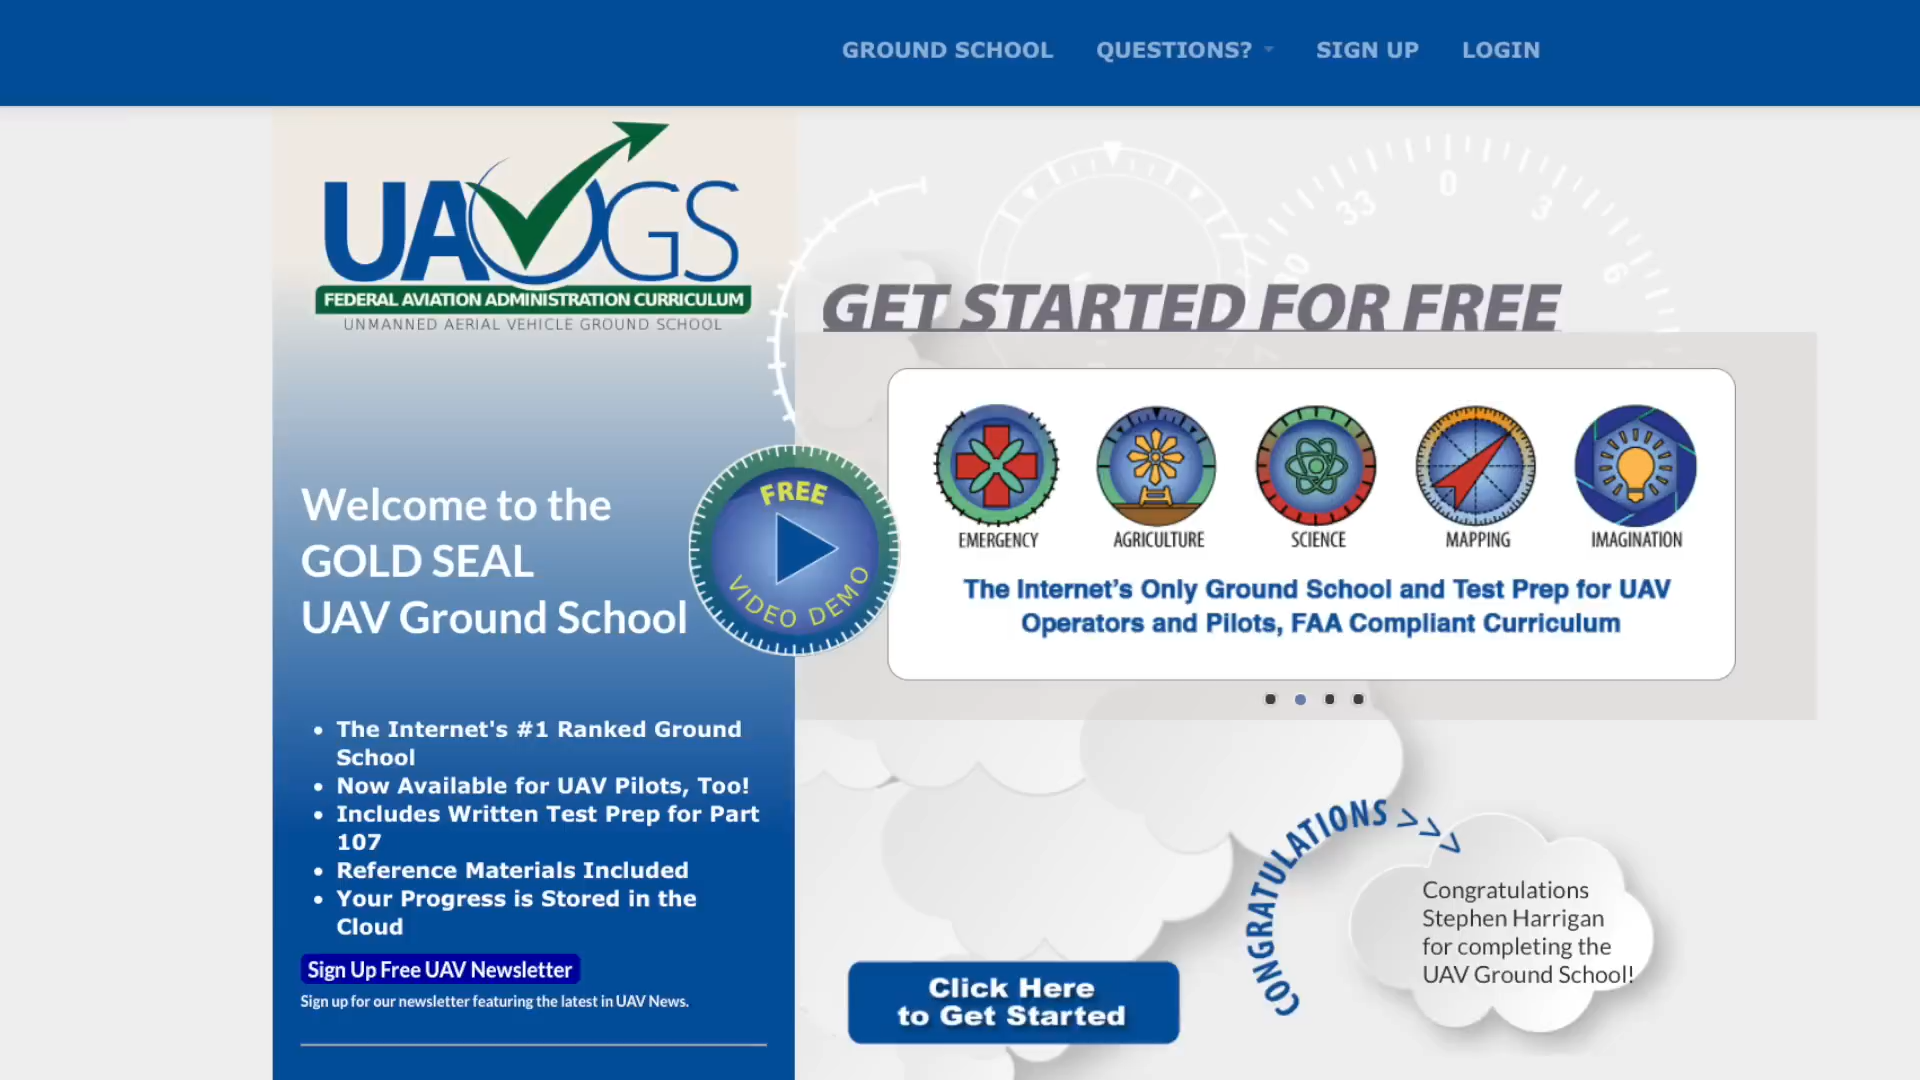 GROUND SCHOOL
QUESTIONS?
SIGN UP
LOGIN
UAVGS
FEDERAL AVIATION ADMINISTRATION CURRICULUM
UNMANNED AERIAL VEHICLE GROUND SCHOOL
33
0
3
6
30
GET STARTED FOR FREE
Welcome to the
GOLD SEAL
UAV Ground School
FREE
VIDEO DEMO
EMERGENCY
AGRICULTURE
SCIENCE
MAPPING
IMAGINATION
The Internet's Only Ground School and Test Prep for UAV
Operators and Pilots, FAA Compliant Curriculum
The Internet's #1 Ranked Ground
School
Now Available for UAV Pilots, Too!
Includes Written Test Prep for Part
107
Reference Materials Included
Your Progress is Stored in the
Cloud
Sign Up Free UAV Newsletter
Sign up for our newsletter featuring the latest in UAV News.
Click Here
to Get Started
CONGRATULATIONS >>>
Congratulations
Stephen Harrigan
for completing the
UAV Ground School!